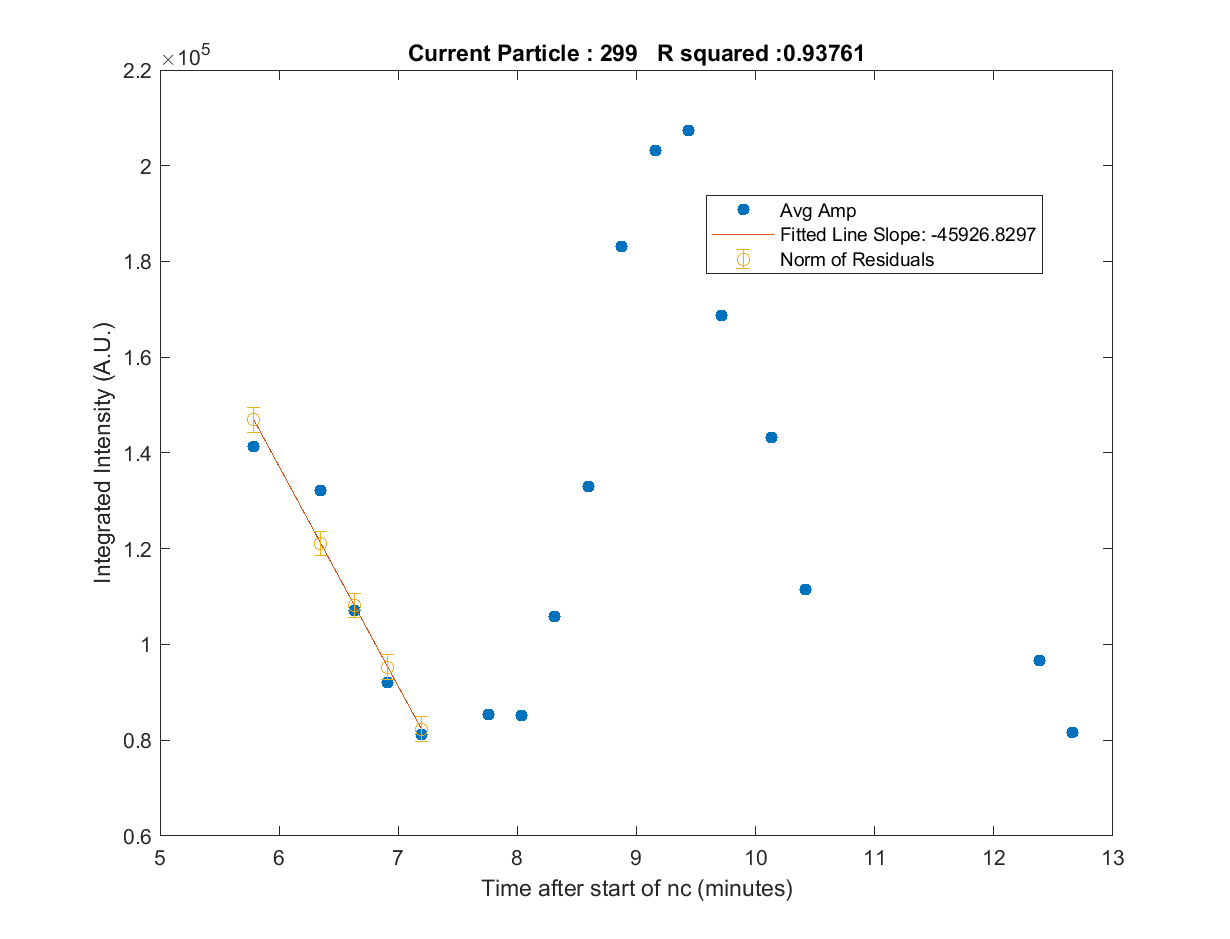 Current Particle : 299 R squared :0.93761
×10^5
2.2
2
1.8
1.6
1.4
1.2
1
0.8
0.6
Integrated Intensity (A.U.)
Avg Amp
Fitted Line Slope: -45926.8297
Norm of Residuals
5 6 7 8 9 10 11 12 13
Time after start of nc (minutes)